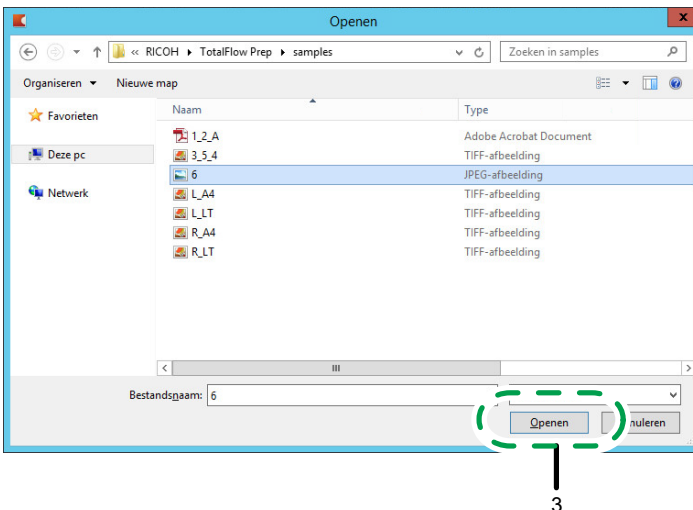 Openen
x
« RICOH TotalFlow Prep samples
Zoeken in samples
Organiseren Nieuwe map
Favorieten
Deze pc
Netwerk
Naam Type
1_2_A Adobe Acrobat Document
3_5_4 TIFF-afbeelding
6 JPEG-afbeelding
L_A4 TIFF-afbeelding
L_LT TIFF-afbeelding
R_A4 TIFF-afbeelding
R_LT TIFF-afbeelding
Bestandsnaam: 6
Openen nuleren
3